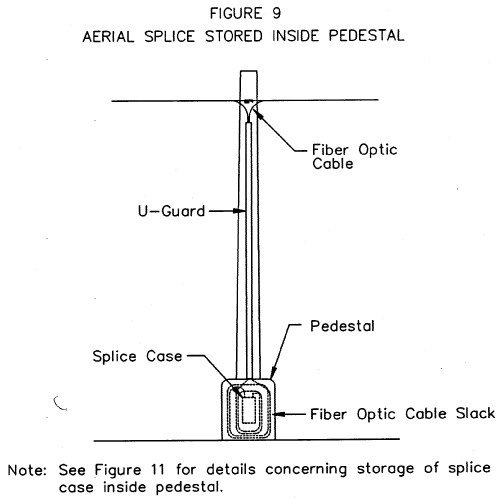 FIGURE 9
AERIAL SPLICE STORED INSIDE PEDESTAL
Fiber Optic
Cable
U-Guard
Pedestal
Splice Case
Fiber Optic Cable Slack
Note: See Figure 11 for details concerning storage of splice
case inside pedestal.